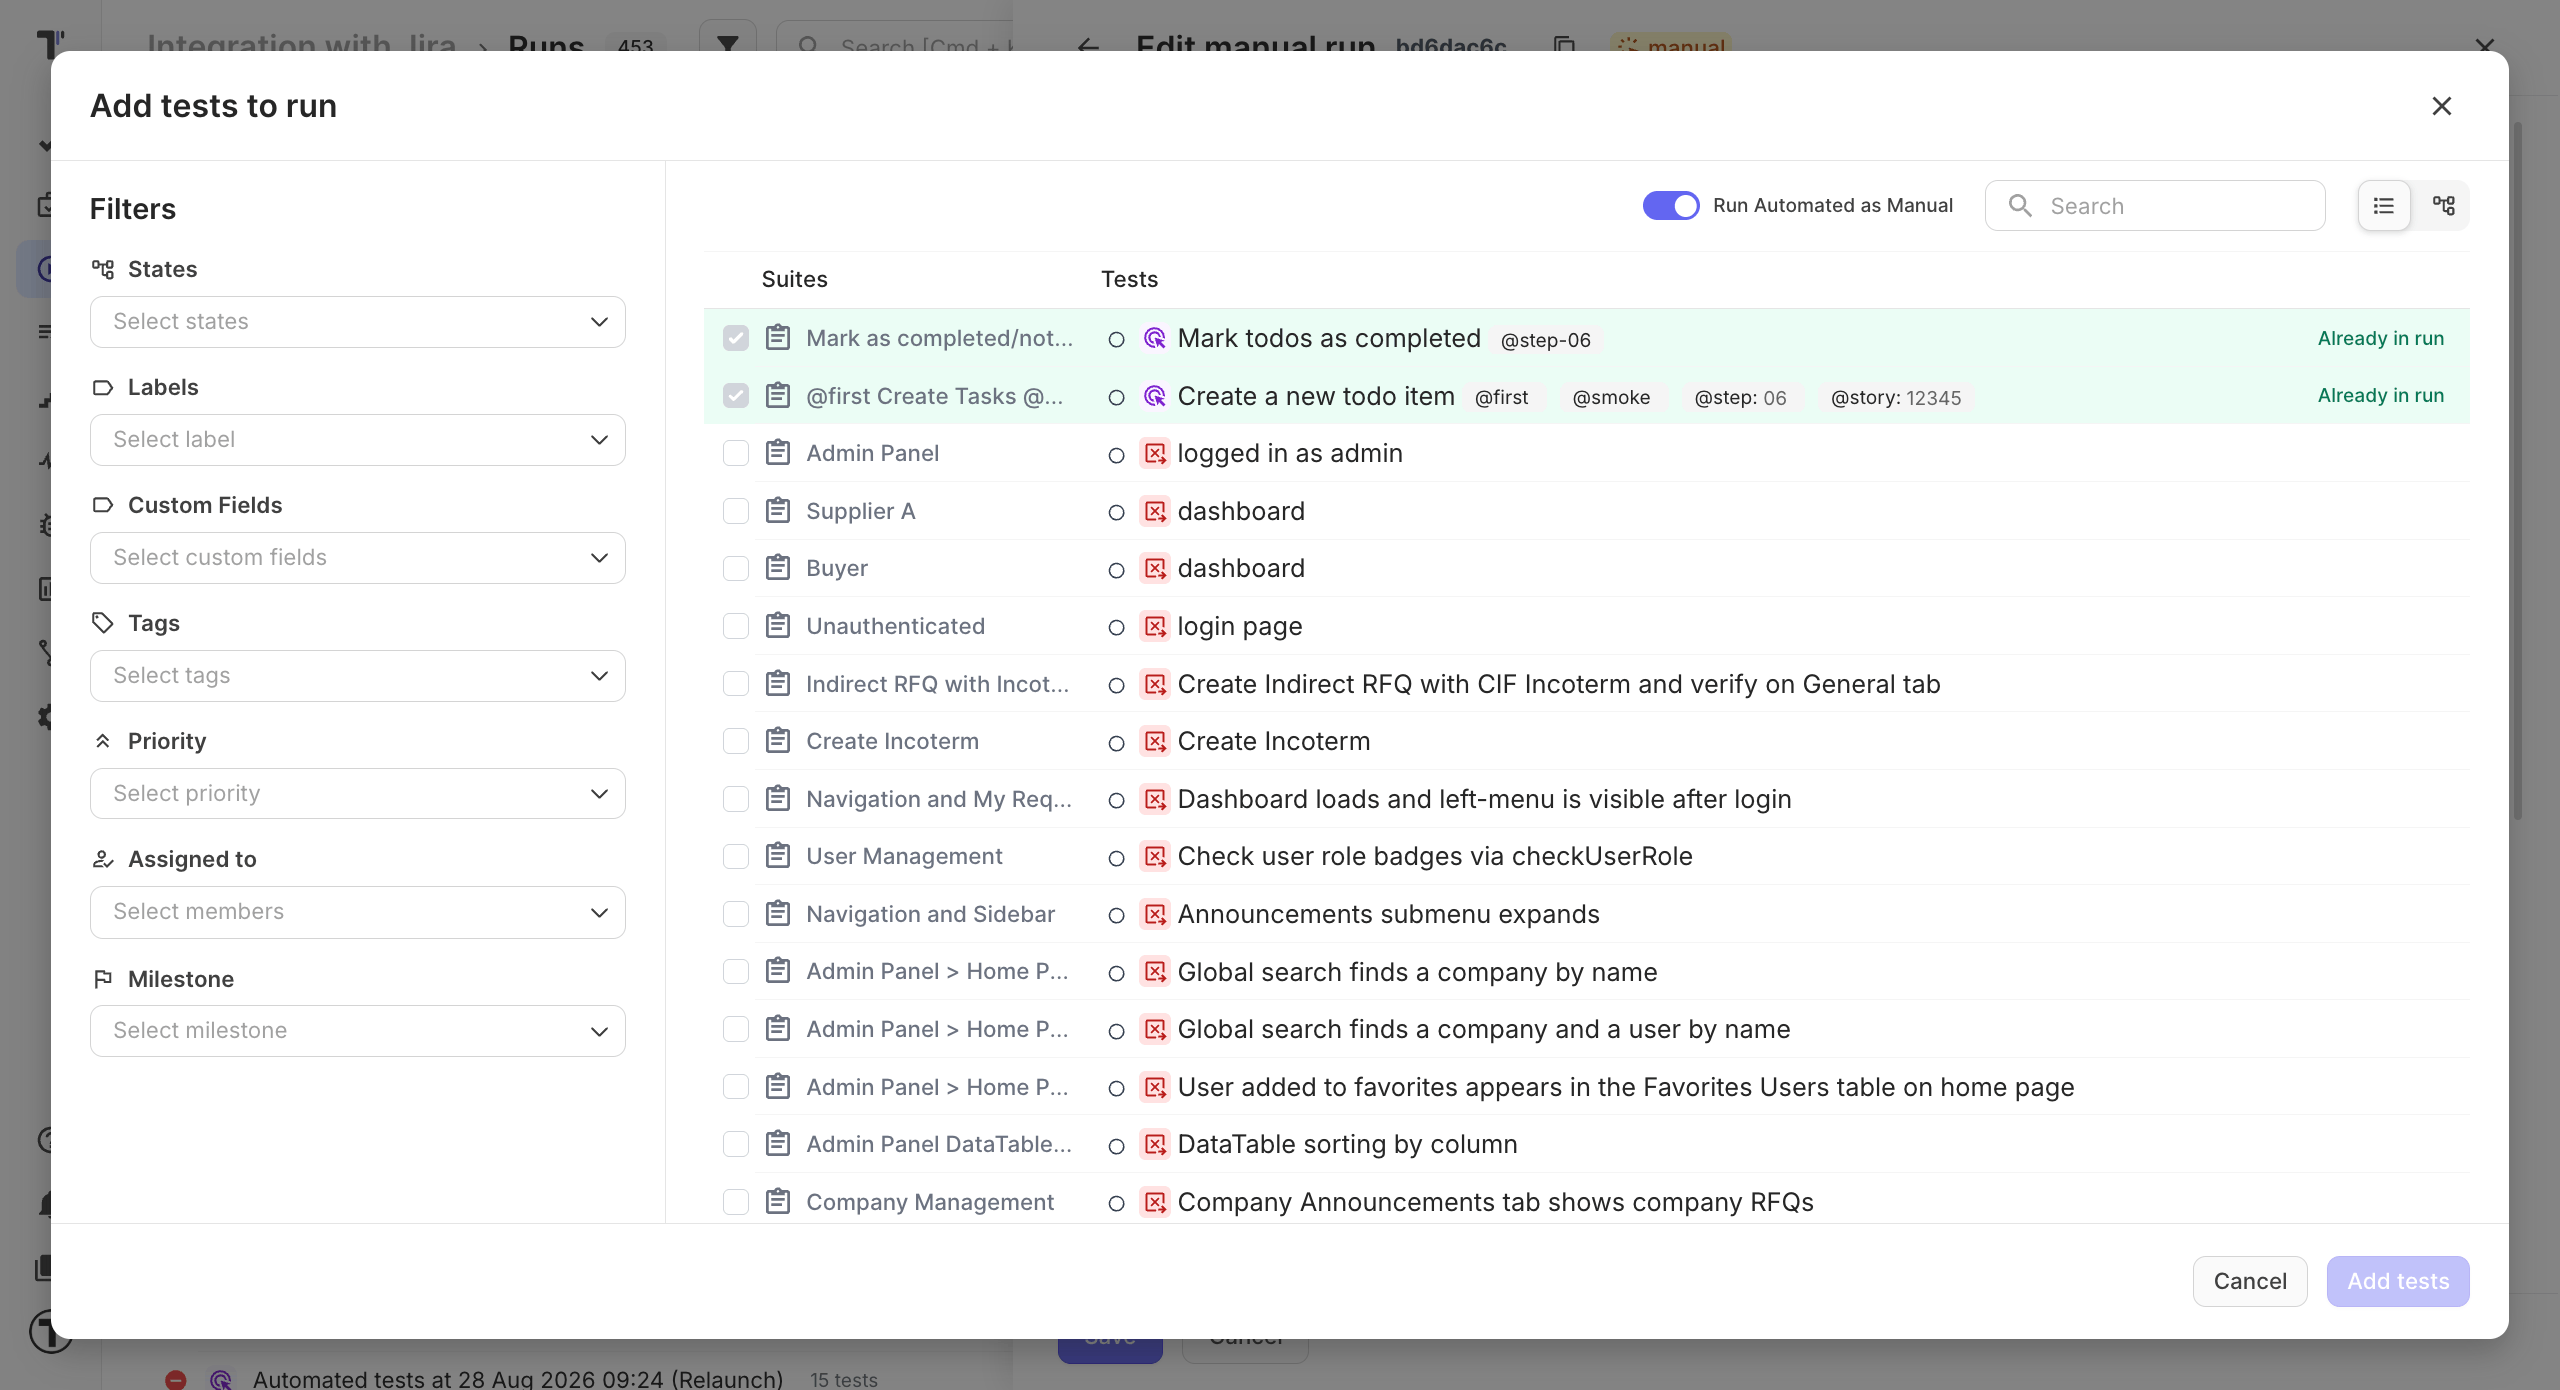 Integration with Jira > Runs 453
Search [Cmd + K
Edit manual run bd6dac6c manual
Add tests to run
Filters
States
Select states
Labels
Select label
Custom Fields
Select custom fields
Tags
Select tags
Priority
Select priority
Assigned to
Select members
Milestone
Select milestone
Run Automated as Manual
Search
Suites Tests
Mark as completed/not... Mark todos as completed @step-06 Already in run
@first Create Tasks @... Create a new todo item @first @smoke @step: 06 @story: 12345 Already in run
Admin Panel logged in as admin
Supplier A dashboard
Buyer dashboard
Unauthenticated login page
Indirect RFQ with Incot... Create Indirect RFQ with CIF Incoterm and verify on General tab
Create Incoterm Create Incoterm
Navigation and My Req... Dashboard loads and left-menu is visible after login
User Management Check user role badges via checkUserRole
Navigation and Sidebar Announcements submenu expands
Admin Panel > Home P... Global search finds a company by name
Admin Panel > Home P... Global search finds a company and a user by name
Admin Panel > Home P... User added to favorites appears in the Favorites Users table on home page
Admin Panel DataTable... DataTable sorting by column
Company Management Company Announcements tab shows company RFQs
Cancel Add tests
Save Cancel
Automated tests at 28 Aug 2026 09:24 (Relaunch) 15 tests